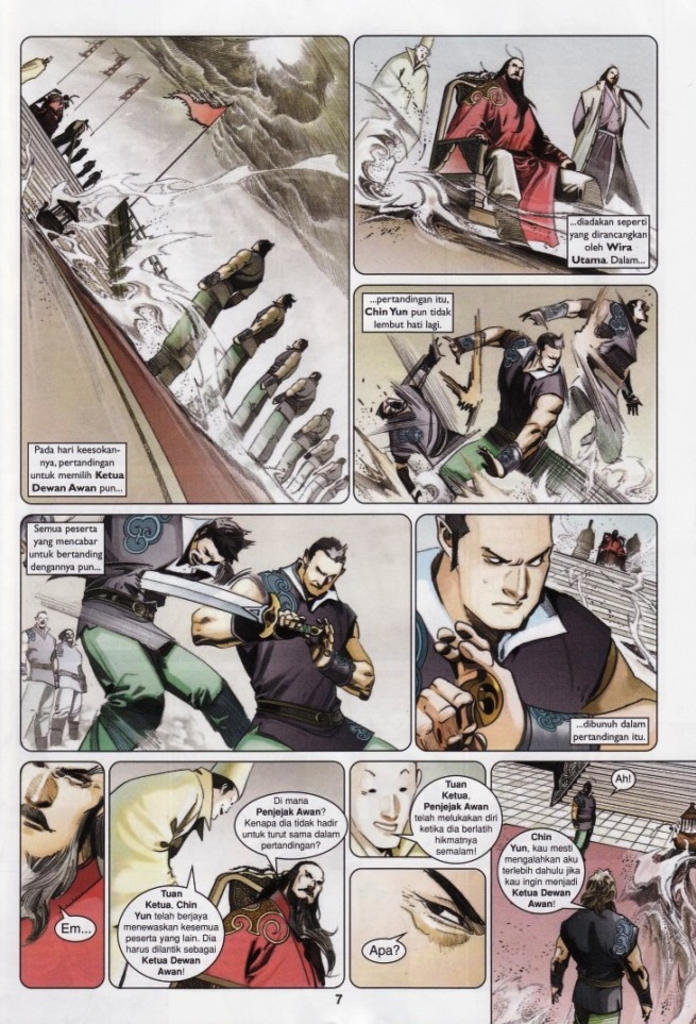 Pada hari keesokan-
nya, pertandingan
untuk memilih Ketua
Dewan Awan pun...
...diadakan seperti
yang dirancangkan
oleh Wira
Utama. Dalam...
...pertandingan itu,
Chin Yun pun tidak
lembut hati lagi.
Semua peserta
yang mencabar
untuk bertanding
dengannya pun...
...dibunuh dalam
pertandingan itu.
Em...
Di mana
Penjejak Awan?
Kenapa dia tidak hadir
untuk turut sama dalam
pertandingan?
Tuan
Ketua, Chin
Yun telah berjaya
menewaskan kesemua
peserta yang lain. Dia
harus dilantik sebagai
Ketua Dewan
Awan!
Tuan
Ketua,
Penjejak Awan
telah melukakan diri
ketika dia berlatih
hikmatnya
semalam!
Apa?
Ah!
Chin
Yun, kau mesti
mengalahkan aku
terlebih dahulu jika
kau ingin menjadi
Ketua Dewan
Awan!
7